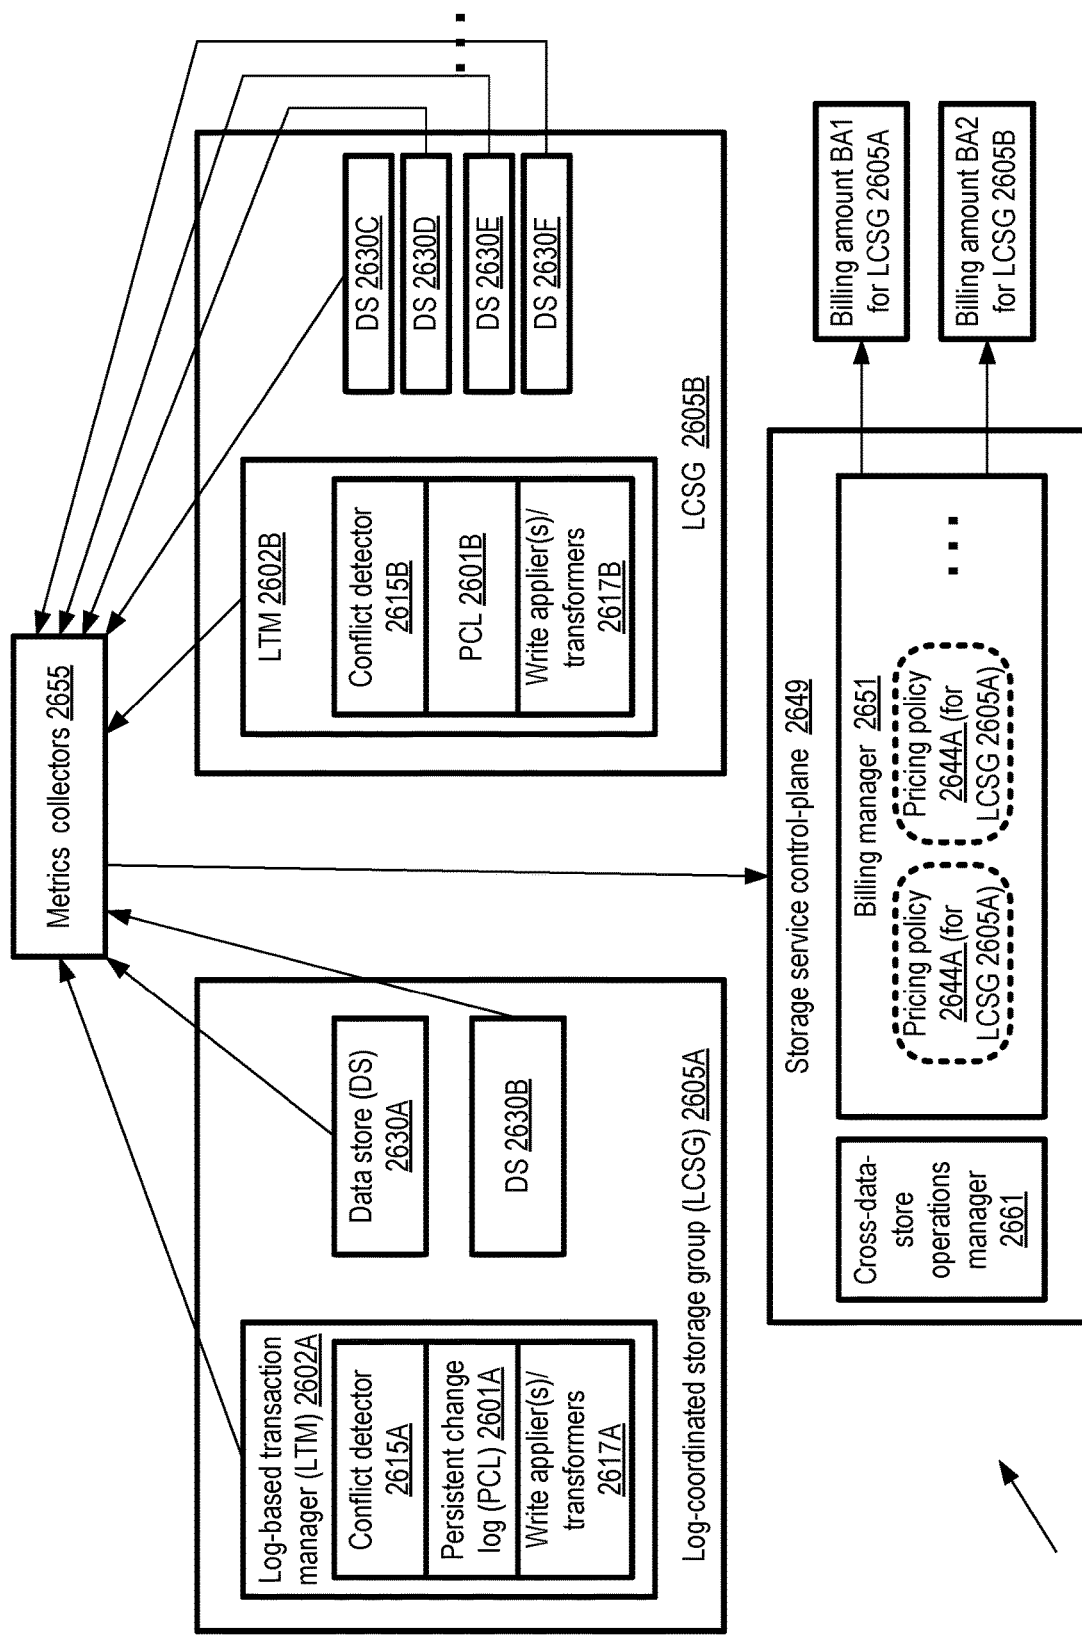 Metrics collectors 2655
Log-based transaction
manager (LTM) 2602A
Conflict detector
2615A
Persistent change
log (PCL) 2601A
Write applier(s)/
transformers
2617A
Data store (DS)
2630A
DS 2630B
Log-coordinated storage group (LCSG) 2605A
LTM 2602B
Conflict detector
2615B
PCL 2601B
Write applier(s)/
transformers
2617B
DS 2630C
DS 2630D
DS 2630E
DS 2630F
LCSG 2605B
Storage service control-plane 2649
Cross-data-
store
operations
manager
2661
Billing manager 2651
Pricing policy
2644A (for
LCSG 2605A)
Pricing policy
2644A (for
LCSG 2605A)
Billing amount BA1
for LCSG 2605A
Billing amount BA2
for LCSG 2605B